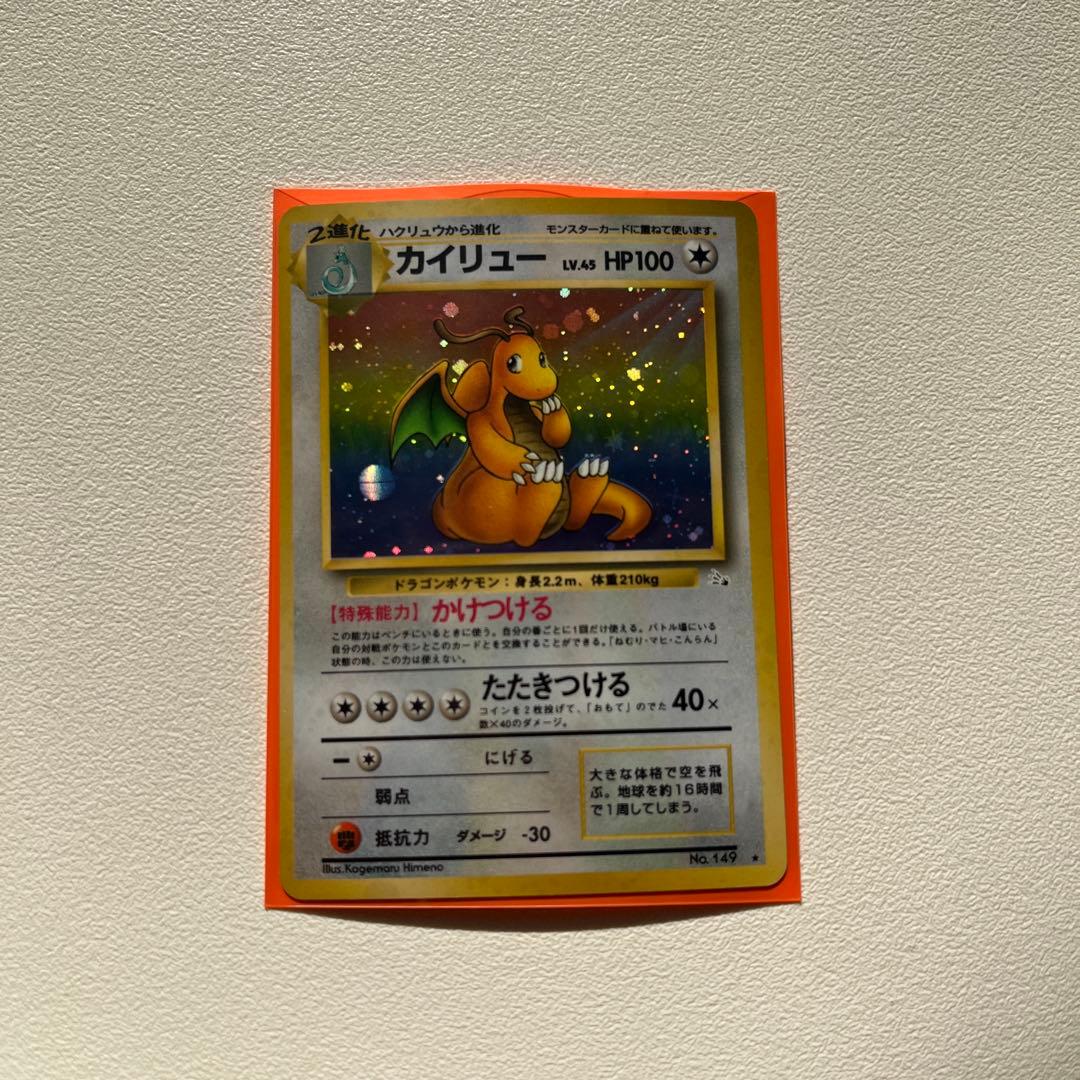 2進化 ハクリュウから進化 モンスターカードに重ねて使います。
カイリュー LV.45 HP100
ドラゴンポケモン：身長2.2m、体重210kg
【特殊能力】かけつける
この能力はベンチにいるときに使う。自分の番ごとに1回だけ使える。バトル場にいる
自分の対戦ポケモンとこのカードとを交換することができる。「ねむり・マヒ・こんらん」
状態の時、この力は使えない。
たたきつける 40×
コインを2枚投げて、「おもて」のでた
数×40のダメージ。
にげる
弱点
抵抗力 ダメージ -30
大きな体格で空を飛
ぶ。地球を約16時間
で1周してしまう。
Illus.Kagemaru Himeno
No.149 ★